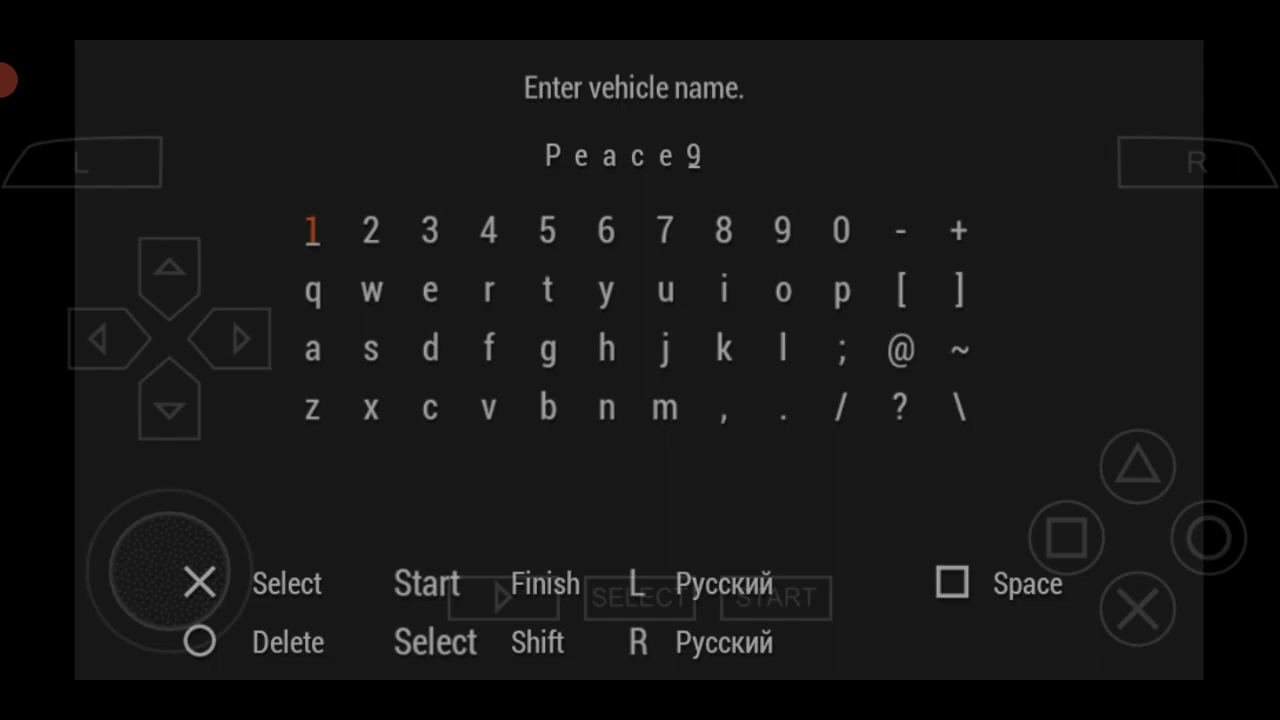 Enter vehicle name.
Peace9
L R
1 2 3 4 5 6 7 8 9 0 - +
q w e r t y u i o p [ ]
a s d f g h j k l ; @ ~
z x c v b n m , . / ? \
Select Start Finish L Русский Space
SELECT START
Delete Select Shift R Русский